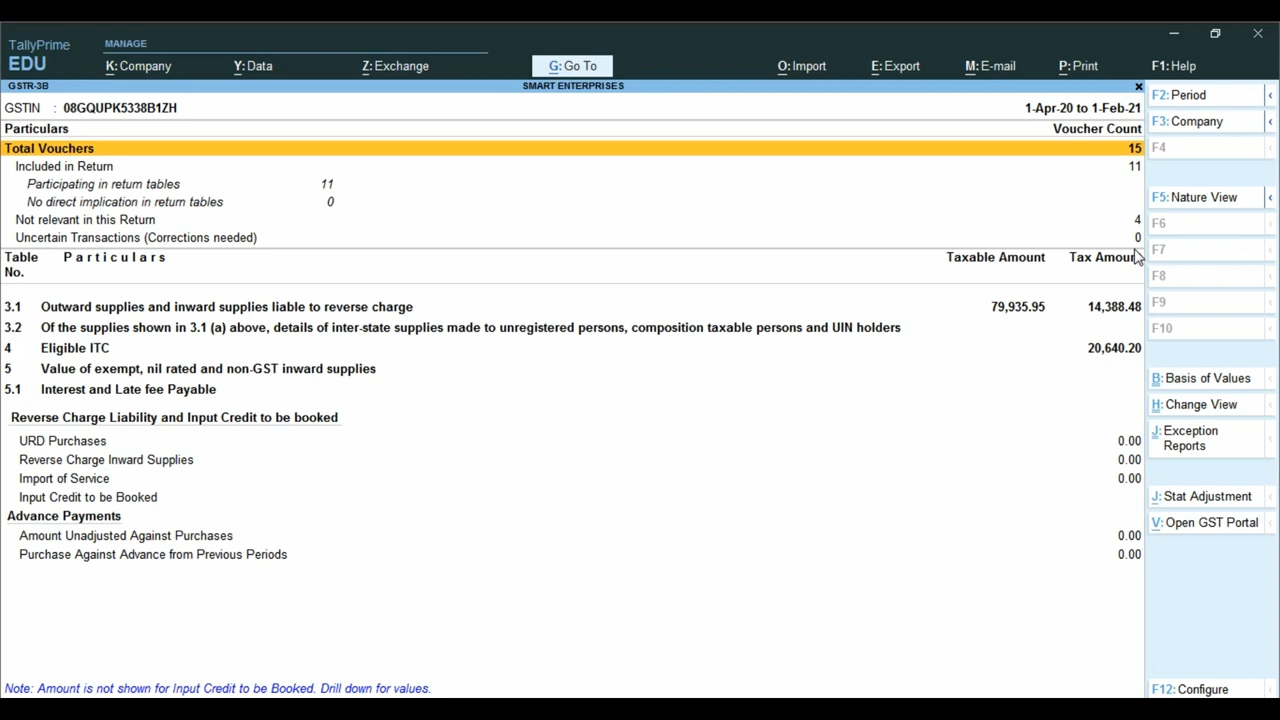 TallyPrime
EDU
MANAGE
K: Company Y: Data Z: Exchange G: Go To O: Import E: Export M: E-mail P: Print F1: Help
GSTR-3B SMART ENTERPRISES ×
GSTIN : 08GQUPK5338B1ZH 1-Apr-20 to 1-Feb-21
Particulars Voucher Count
Total Vouchers 15
Included in Return 11
Participating in return tables 11
No direct implication in return tables 0
Not relevant in this Return 4
Uncertain Transactions (Corrections needed) 0
Table No. Particulars Taxable Amount Tax Amount
3.1 Outward supplies and inward supplies liable to reverse charge 79,935.95 14,388.48
3.2 Of the supplies shown in 3.1 (a) above, details of inter-state supplies made to unregistered persons, composition taxable persons and UIN holders
4 Eligible ITC 20,640.20
5 Value of exempt, nil rated and non-GST inward supplies
5.1 Interest and Late fee Payable
Reverse Charge Liability and Input Credit to be booked
URD Purchases 0.00
Reverse Charge Inward Supplies 0.00
Import of Service 0.00
Input Credit to be Booked
Advance Payments
Amount Unadjusted Against Purchases 0.00
Purchase Against Advance from Previous Periods 0.00
Note: Amount is not shown for Input Credit to be Booked. Drill down for values.
F2: Period
F3: Company
F4
F5: Nature View
F6
F7
F8
F9
F10
B: Basis of Values
H: Change View
J: Exception
Reports
J: Stat Adjustment
V: Open GST Portal
F12: Configure